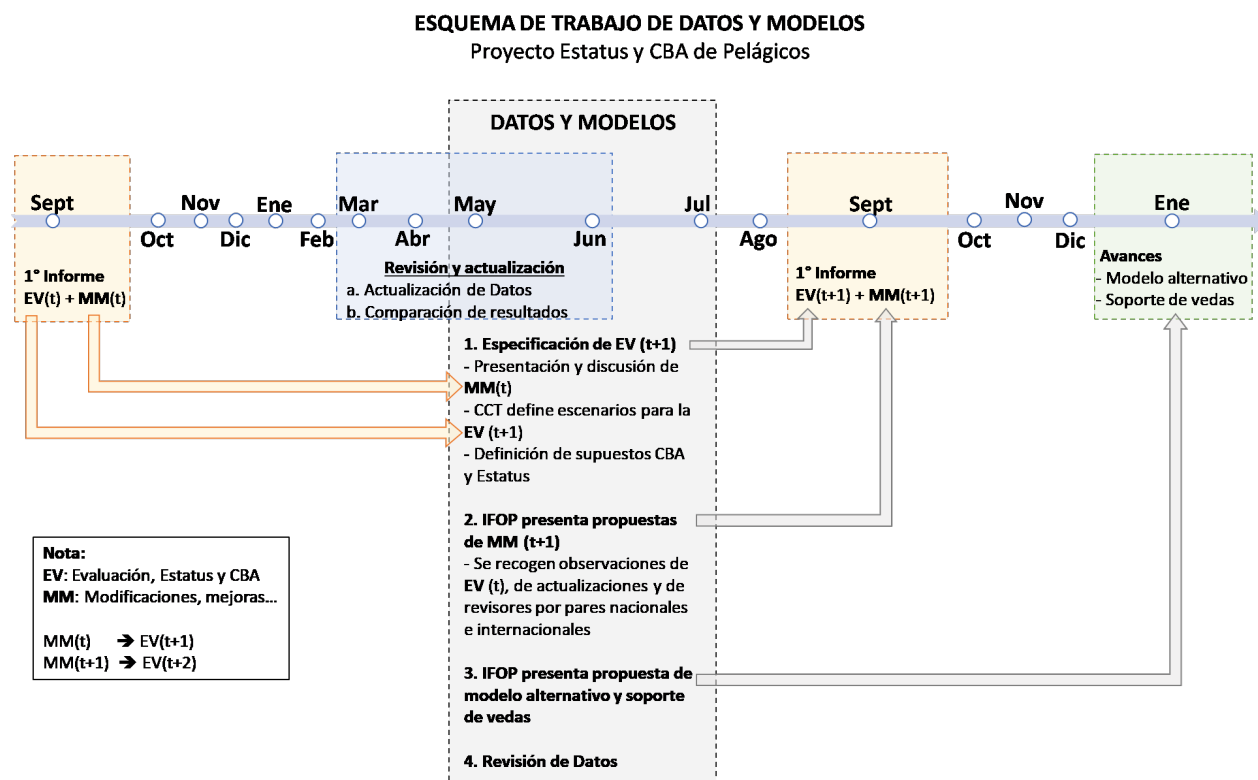 ESQUEMA DE TRABAJO DE DATOS Y MODELOS
Proyecto Estatus y CBA de Pelágicos
DATOS Y MODELOS
Sept
Oct
Nov
Dic
Ene
Feb
Mar
Abr
May
Jun
Jul
Ago
Sept
Oct
Nov
Dic
Ene
1° Informe
EV(t) + MM(t)
Revisión y actualización
a. Actualización de Datos
b. Comparación de resultados
1° Informe
EV(t+1) + MM(t+1)
Avances
- Modelo alternativo
- Soporte de vedas
1. Especificación de EV (t+1)
- Presentación y discusión de
MM(t)
- CCT define escenarios para la
EV (t+1)
- Definición de supuestos CBA
y Estatus
2. IFOP presenta propuestas
de MM (t+1)
- Se recogen observaciones de
EV (t), de actualizaciones y de
revisores por pares nacionales
e internacionales
3. IFOP presenta propuesta de
modelo alternativo y soporte
de vedas
4. Revisión de Datos
Nota:
EV: Evaluación, Estatus y CBA
MM: Modificaciones, mejoras...
MM(t) ➔ EV(t+1)
MM(t+1) ➔ EV(t+2)